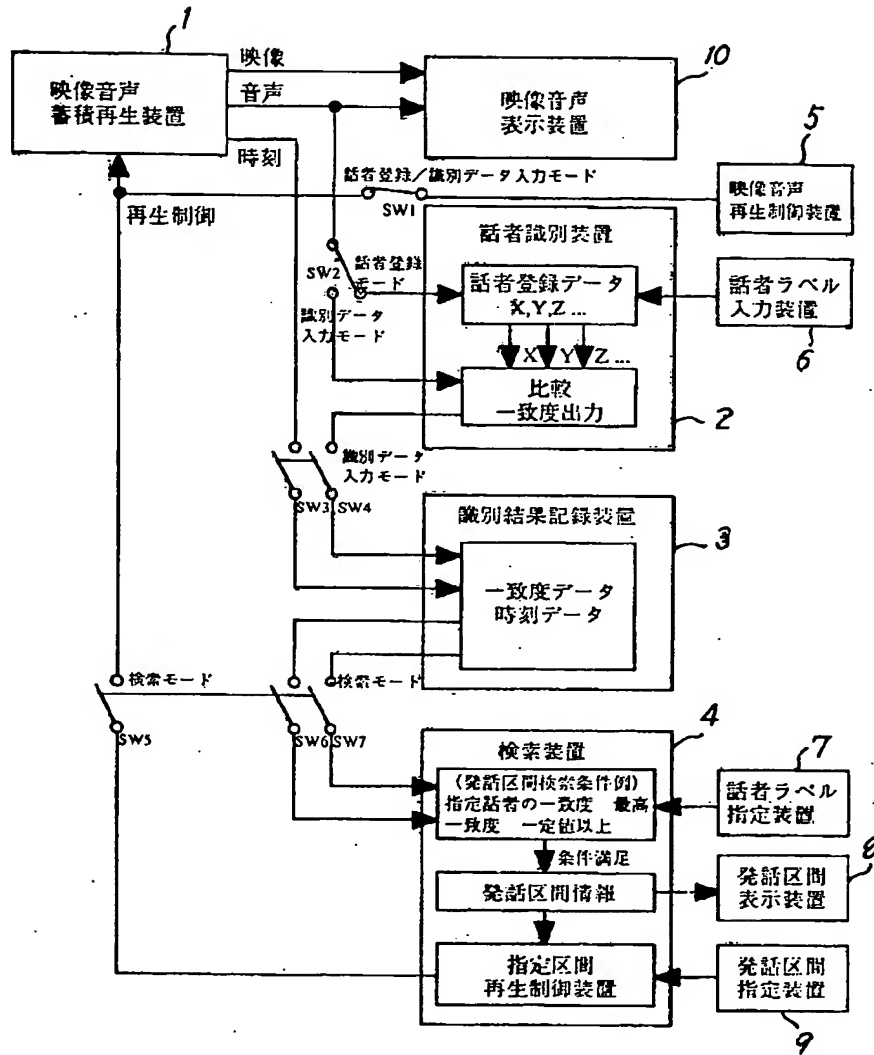 1
映像音声
蓄積再生装置
映像
音声
時刻
10
映像音声
表示装置
5
映像音声
再生制御装置
話者登録/識別データ入力モード
SW1
再生制御
話者識別装置
SW2
話者登録
モード
話者登録データ
X,Y,Z ...
話者ラベル
入力装置
6
識別データ
入力モード
X
Y
Z ...
比較
一致度出力
2
識別データ
入力モード
SW3
SW4
識別結果記録装置
3
一致度データ
時刻データ
検索モード
検索モード
SW5
SW6
SW7
4
検索装置
(発話区間検索条件例)
指定話者の一致度 最高
一致度 一定値以上
7
話者ラベル
指定装置
条件満足
8
発話区間情報
発話区間
表示装置
指定区間
再生制御装置
発話区間
指定装置
9